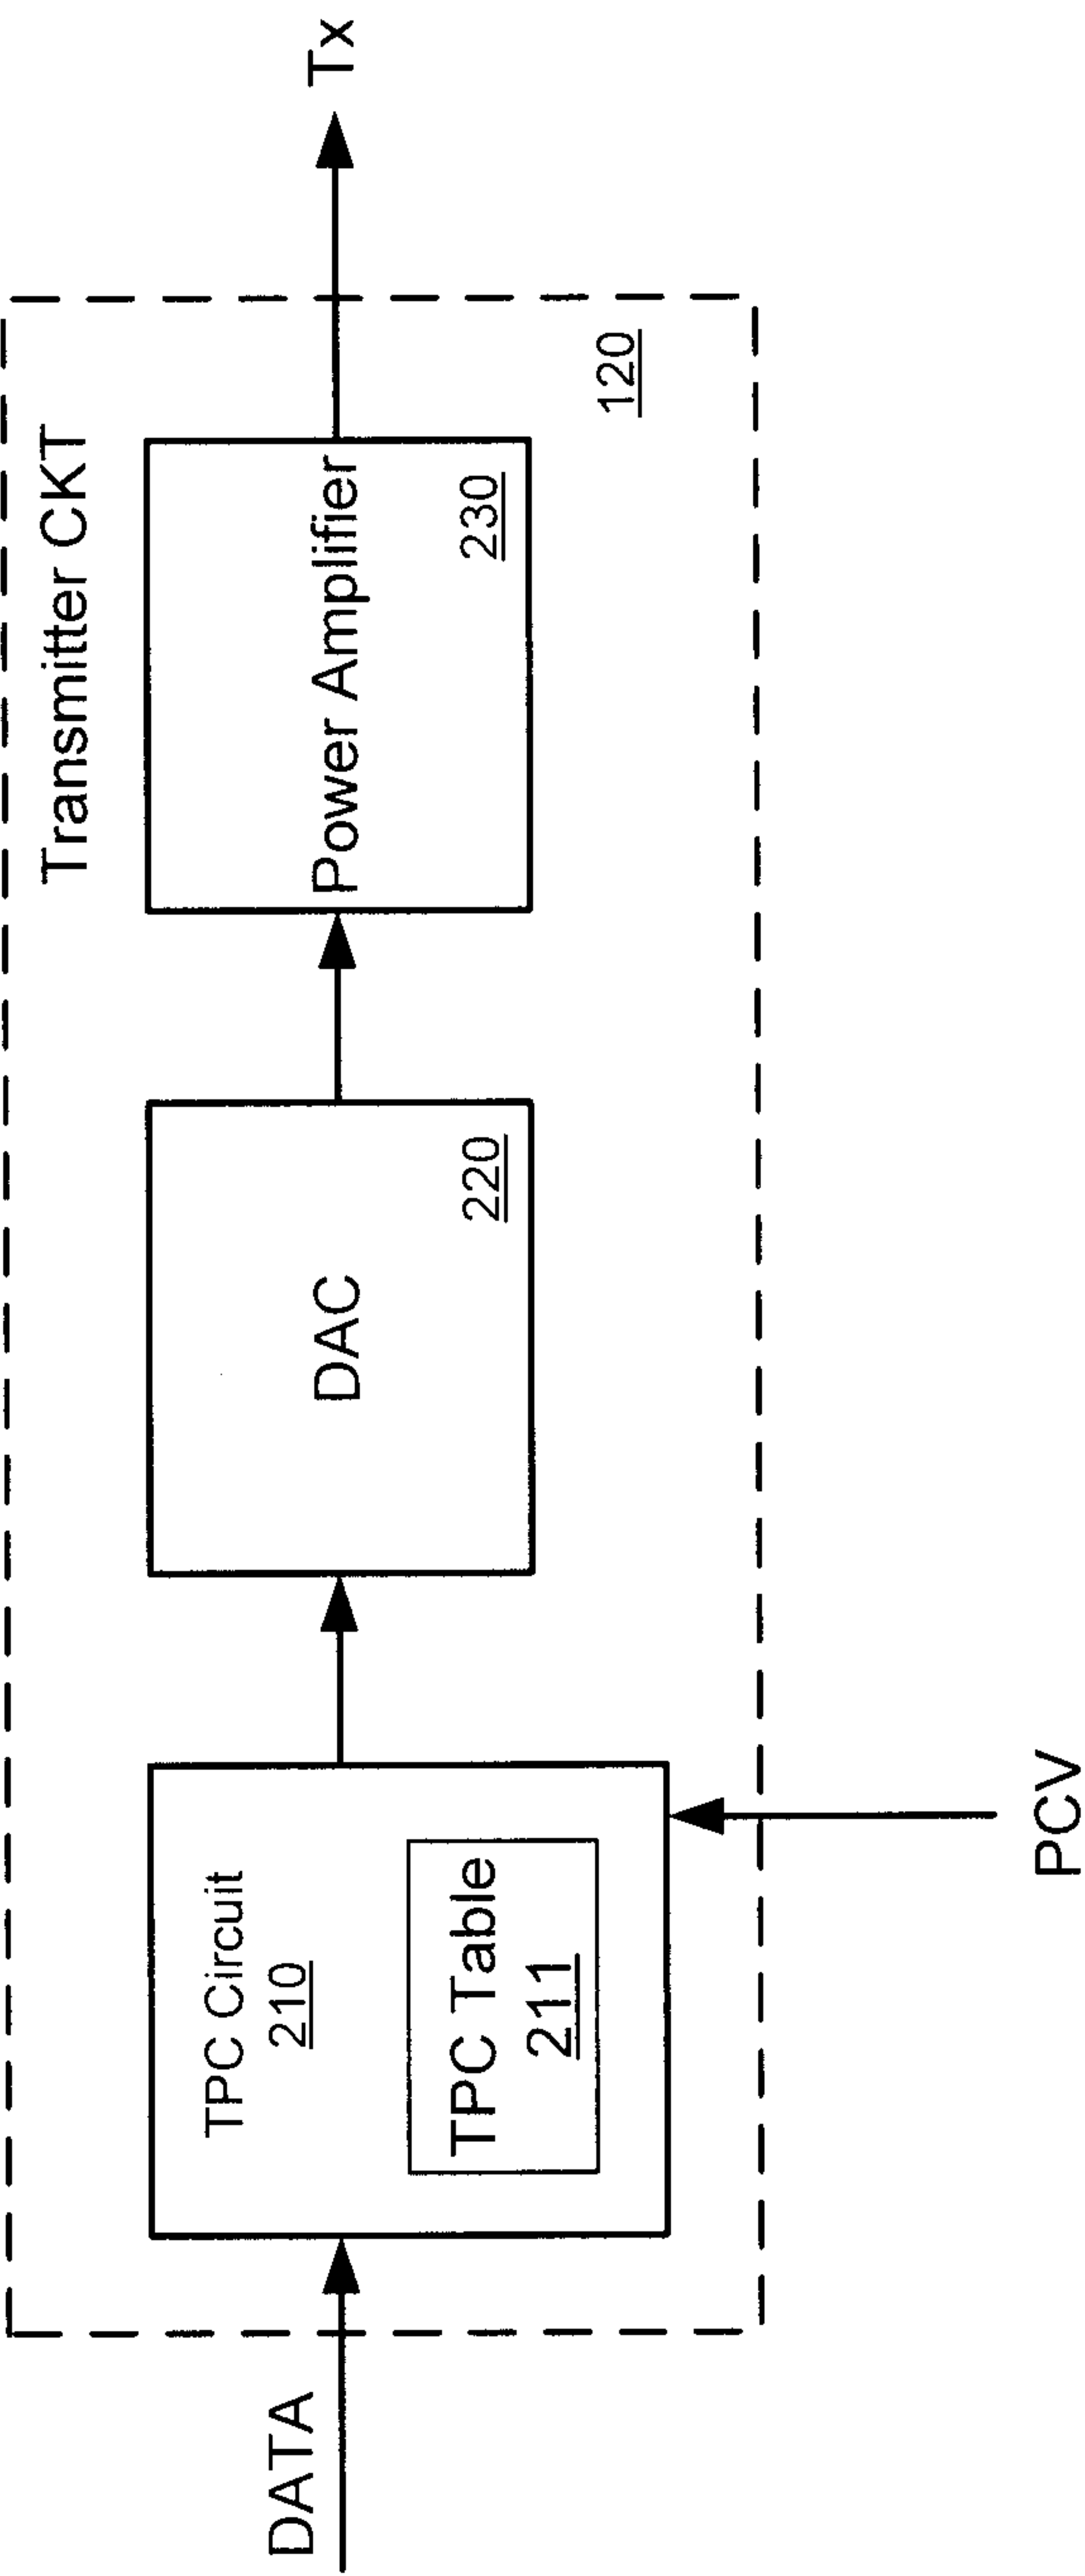 Transmitter CKT
DATA
TPC Circuit
210
TPC Table
211
DAC
220
Power Amplifier
230
Tx
120
PCV